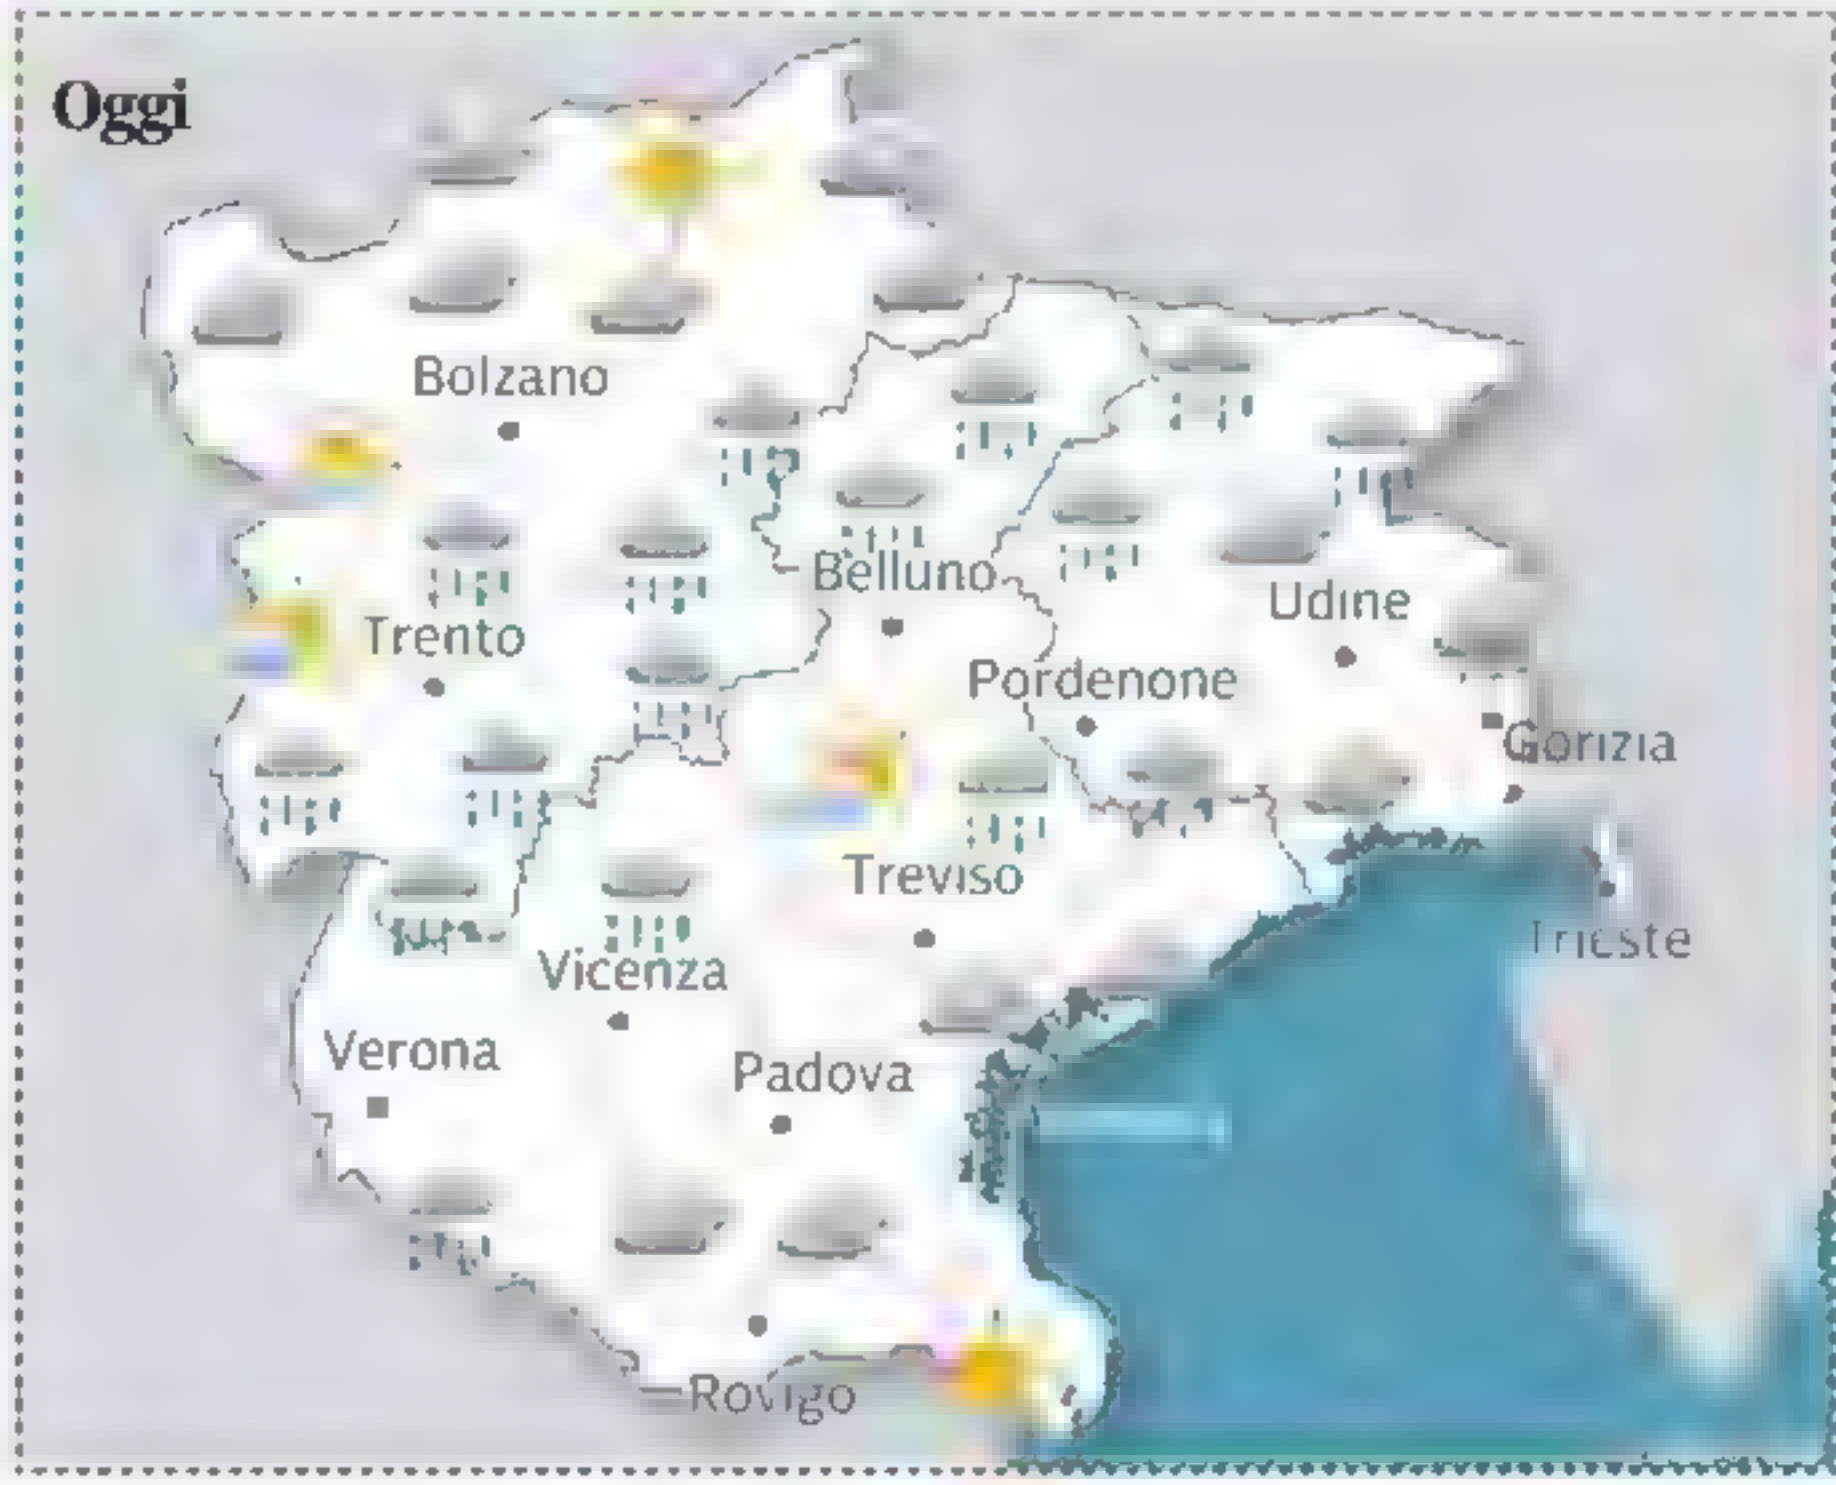 Oggi
Bolzano
Belluno
Udine
Trento
Pordenone
Gorizia
Treviso
Trieste
Vicenza
Verona
Padova
Rovigo